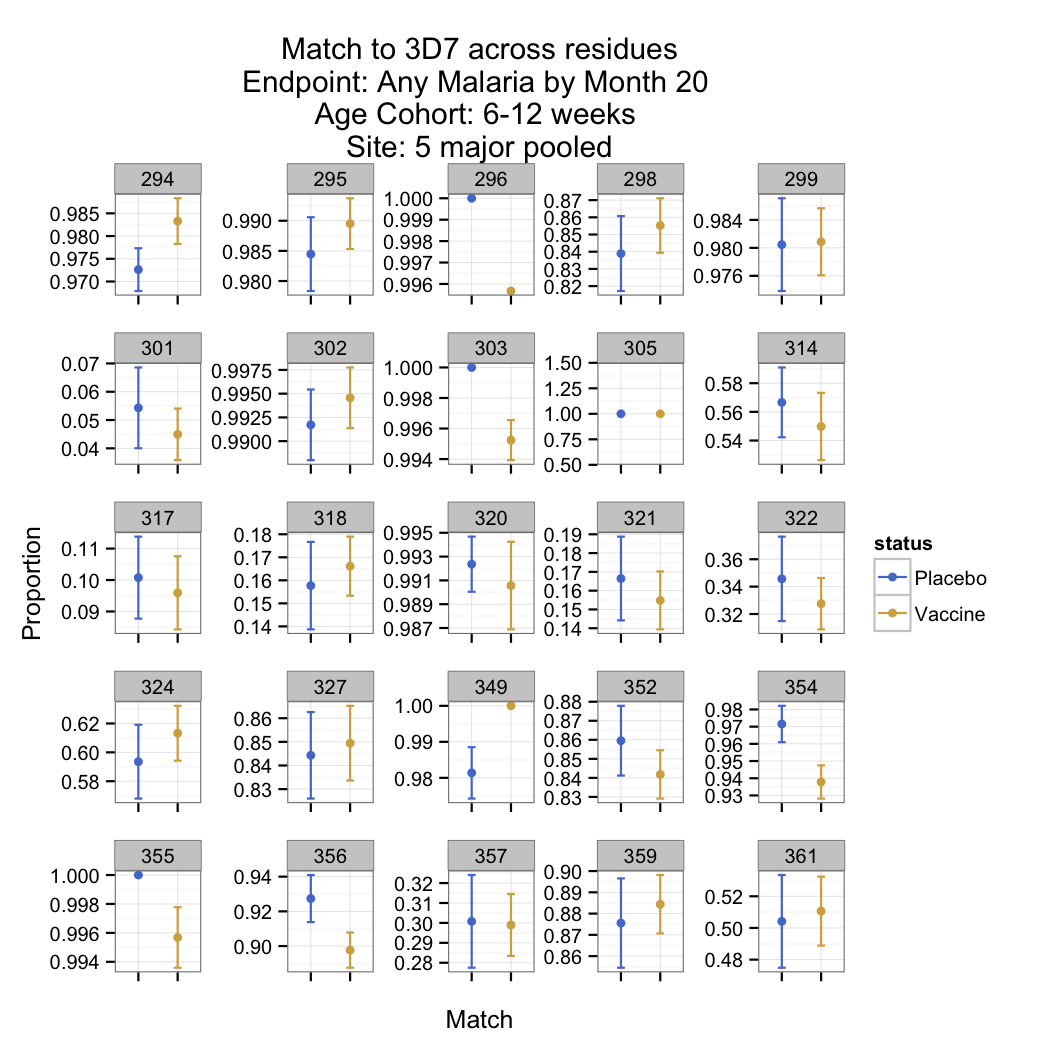 Match to 3D7 across residues
Endpoint: Any Malaria by Month 20
Age Cohort: 6-12 weeks
Site: 5 major pooled
294 295 296 298 299
0.985 0.980 0.975 0.970
0.990 0.985 0.980
1.000 0.999 0.998 0.997 0.996
0.87 0.86 0.85 0.84 0.83 0.82
0.984 0.980 0.976
301 302 303 305 314
0.07 0.06 0.05 0.04
0.9975 0.9950 0.9925 0.9900
1.000 0.998 0.996 0.994
1.50 1.25 1.00 0.75 0.50
0.58 0.56 0.54
317 318 320 321 322
0.11 0.10 0.09
0.18 0.17 0.16 0.15 0.14
0.995 0.993 0.991 0.989 0.987
0.19 0.18 0.17 0.16 0.15 0.14
0.36 0.34 0.32
324 327 349 352 354
0.62 0.60 0.58
0.86 0.85 0.84 0.83
1.00 0.99 0.98
0.88 0.87 0.86 0.85 0.84 0.83
0.98 0.97 0.96 0.95 0.94 0.93
355 356 357 359 361
1.000 0.998 0.996 0.994
0.94 0.92 0.90
0.32 0.31 0.30 0.29 0.28
0.90 0.89 0.88 0.87 0.86
0.52 0.50 0.48
Proportion
Match
status
Placebo
Vaccine